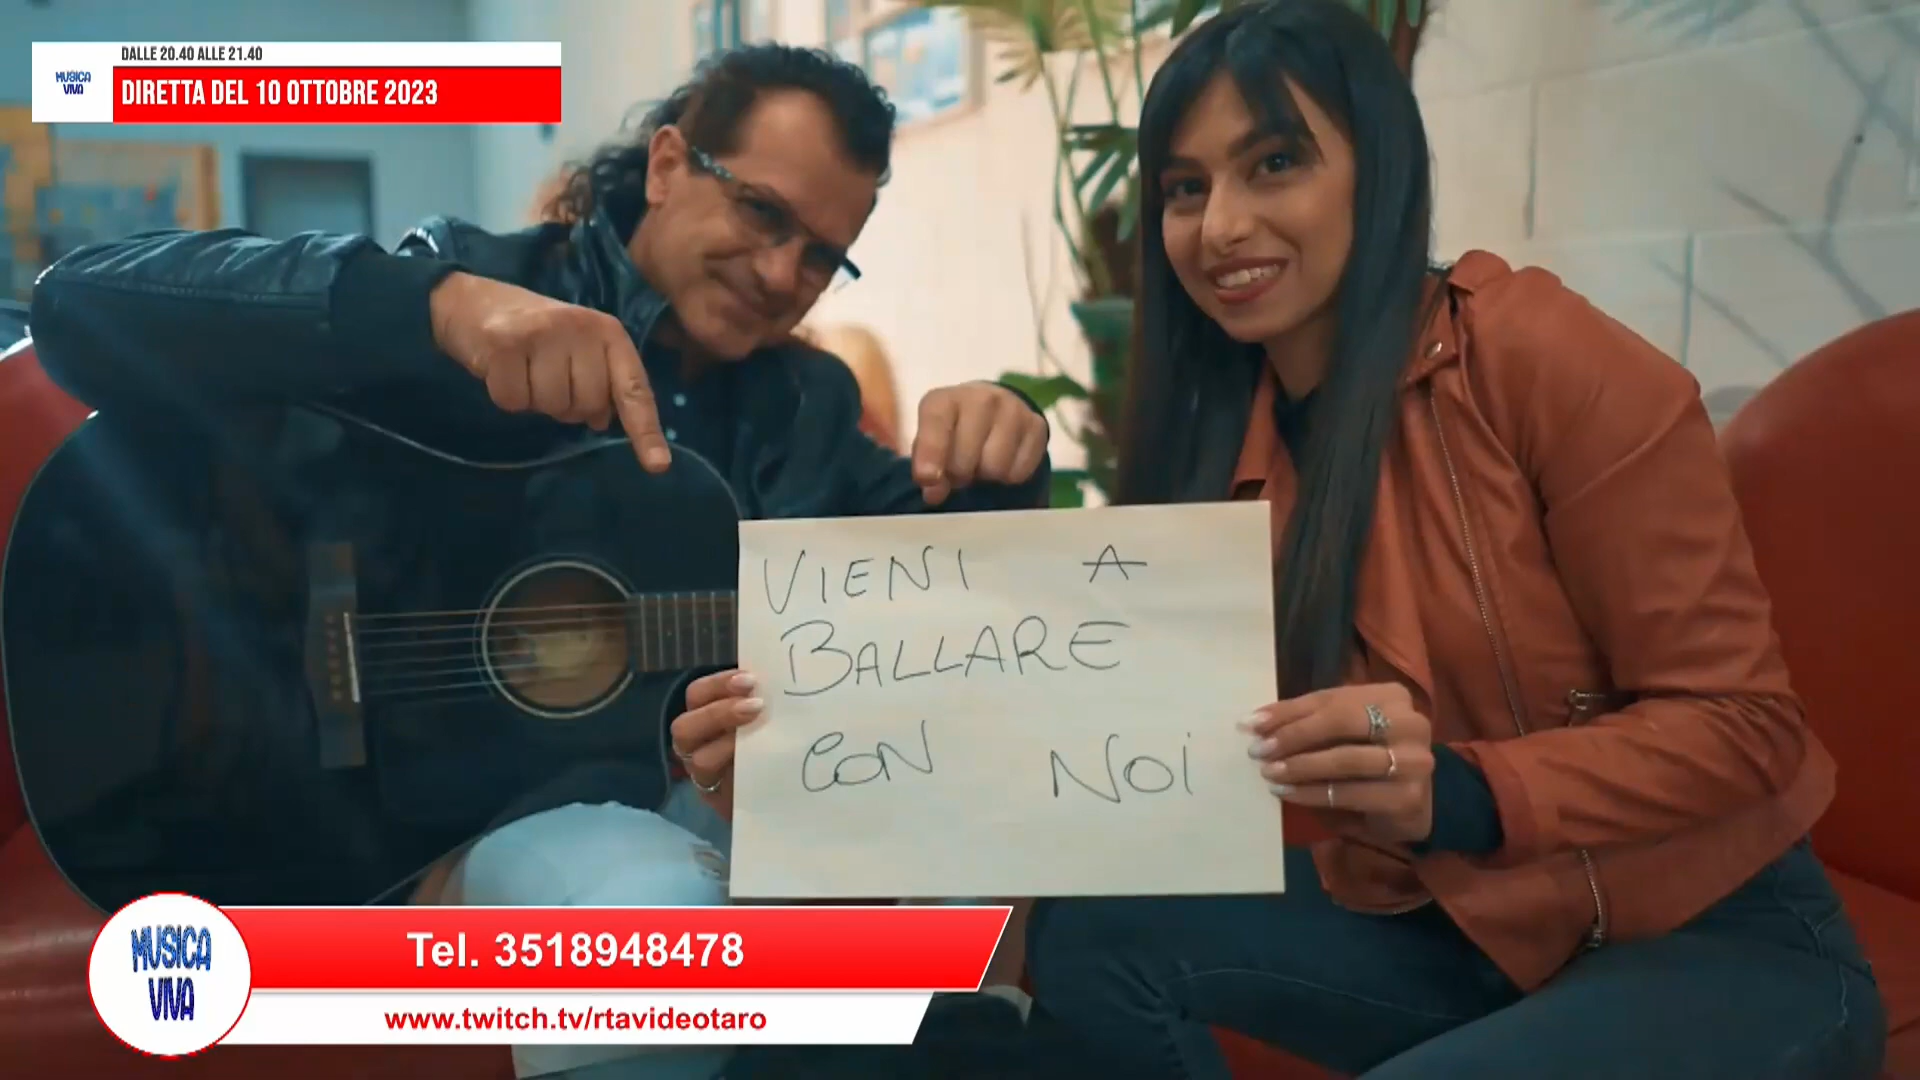 DALLE 20.40 ALLE 21.40
MUSICA
VIVA
DIRETTA DEL 10 OTTOBRE 2023
VIENI A
BALLARE
CON NOI
MUSICA
VIVA
Tel. 3518948478
www.twitch.tv/rtavideotaro